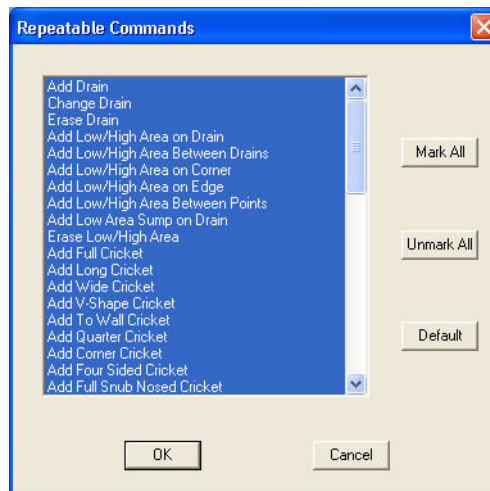 Repeatable Commands
Add Drain
Change Drain
Erase Drain
Add Low/High Area on Drain
Add Low/High Area Between Drains
Add Low/High Area on Corner
Add Low/High Area on Edge
Add Low/High Area Between Points
Add Low Area Sump on Drain
Erase Low/High Area
Add Full Cricket
Add Long Cricket
Add Wide Cricket
Add V-Shape Cricket
Add To Wall Cricket
Add Quarter Cricket
Add Corner Cricket
Add Four Sided Cricket
Add Full Snub Nosed Cricket
Mark All
Unmark All
Default
OK
Cancel